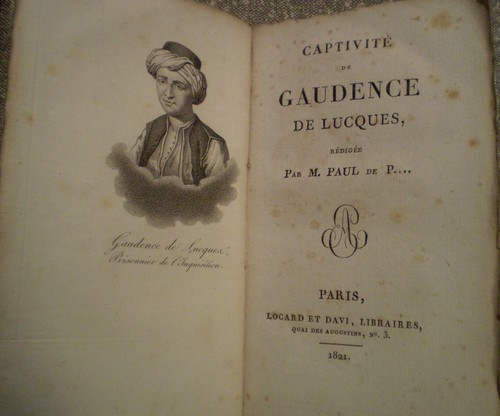 Gaudence de Lucques,
Prisonnier de l'Inquisition.
CAPTIVITÉ
DE
GAUDENCE
DE LUCQUES,
RÉDIGÉE
PAR M. PAUL DE P....,
PARIS,
LOCARD ET DAVI, LIBRAIRES,
QUAI DES AUGUSTINS, Nº. 3.
1821.